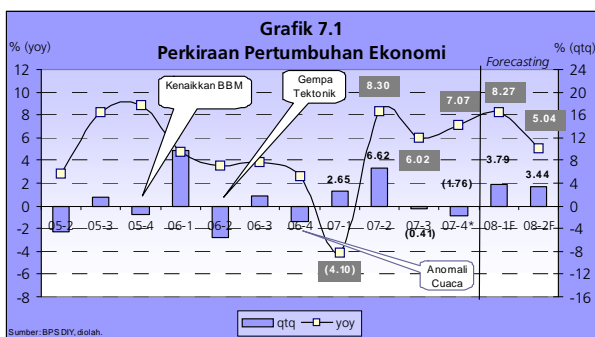 Grafik 7.1
Perkiraan Pertumbuhan Ekonomi
% (yoy)
% (qtq)
Forecasting
12
10
8
6
4
2
0
-2
-4
-6
-8
24
20
16
12
8
4
0
-4
-8
-12
-16
Kenaikkan BBM
Gempa
Tektonik
Anomali
Cuaca
8.30
6.02
7.07
8.27
5.04
2.65
6.62
(0.41)
(1.76)
3.79
3.44
(4.10)
05-2 05-3 05-4 06-1 06-2 06-3 06-4 07-1 07-2 07-3 07-4* 08-1F 08-2F
qtq yoy
Sumber: BPS DIY, diolah.